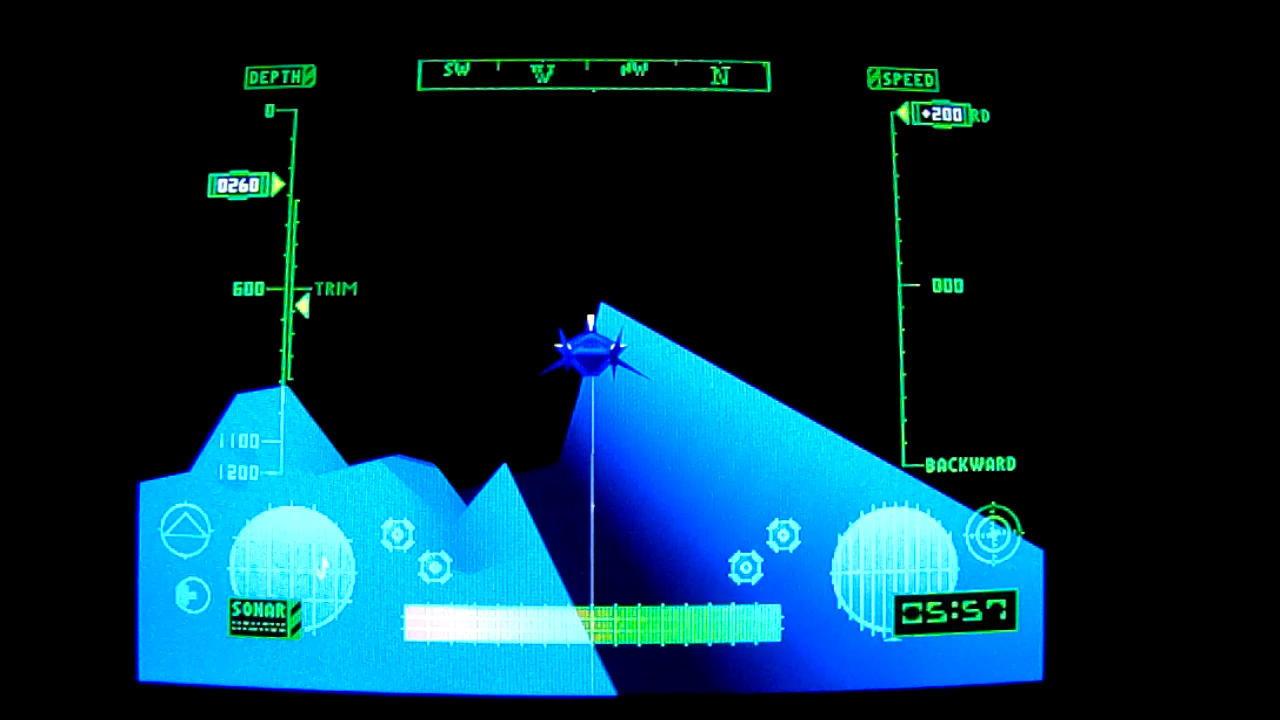 DEPTH
SW W NW N
SPEED
0
+200 RD
0260
600 TRIM
000
1100
1200
BACKWARD
SONAR
05:57